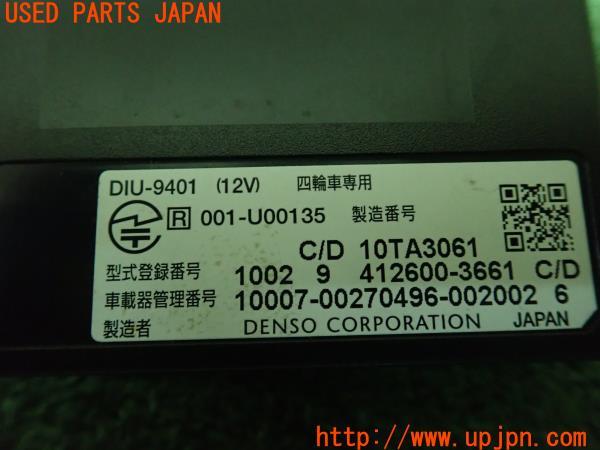 USED PARTS JAPAN
DIU-9401 (12V) 四輪車専用
R 001-U00135 製造番号
C/D 10TA3061
型式登録番号 1002 9 412600-3661 C/D
車載器管理番号 10007-00270496-002002 6
製造者 DENSO CORPORATION JAPAN
http://www.upjpn.com